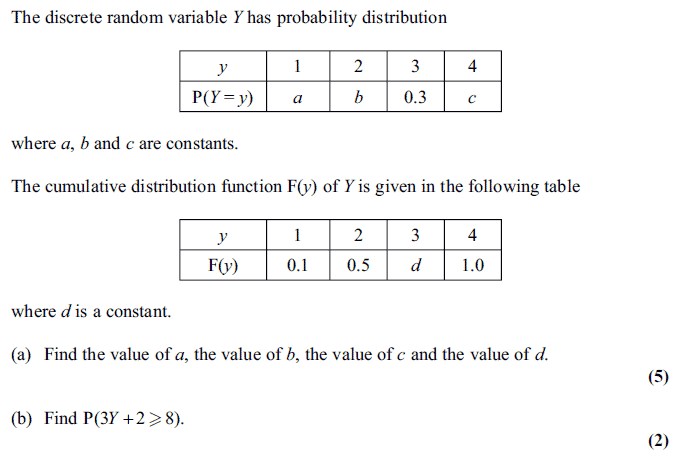 The discrete random variable Y has probability distribution
y 1 2 3 4
P(Y = y) a b 0.3 c
where a, b and c are constants.
The cumulative distribution function F(y) of Y is given in the following table
y 1 2 3 4
F(y) 0.1 0.5 d 1.0
where d is a constant.
(a) Find the value of a, the value of b, the value of c and the value of d.
(5)
(b) Find P(3Y +2 ⩾ 8).
(2)